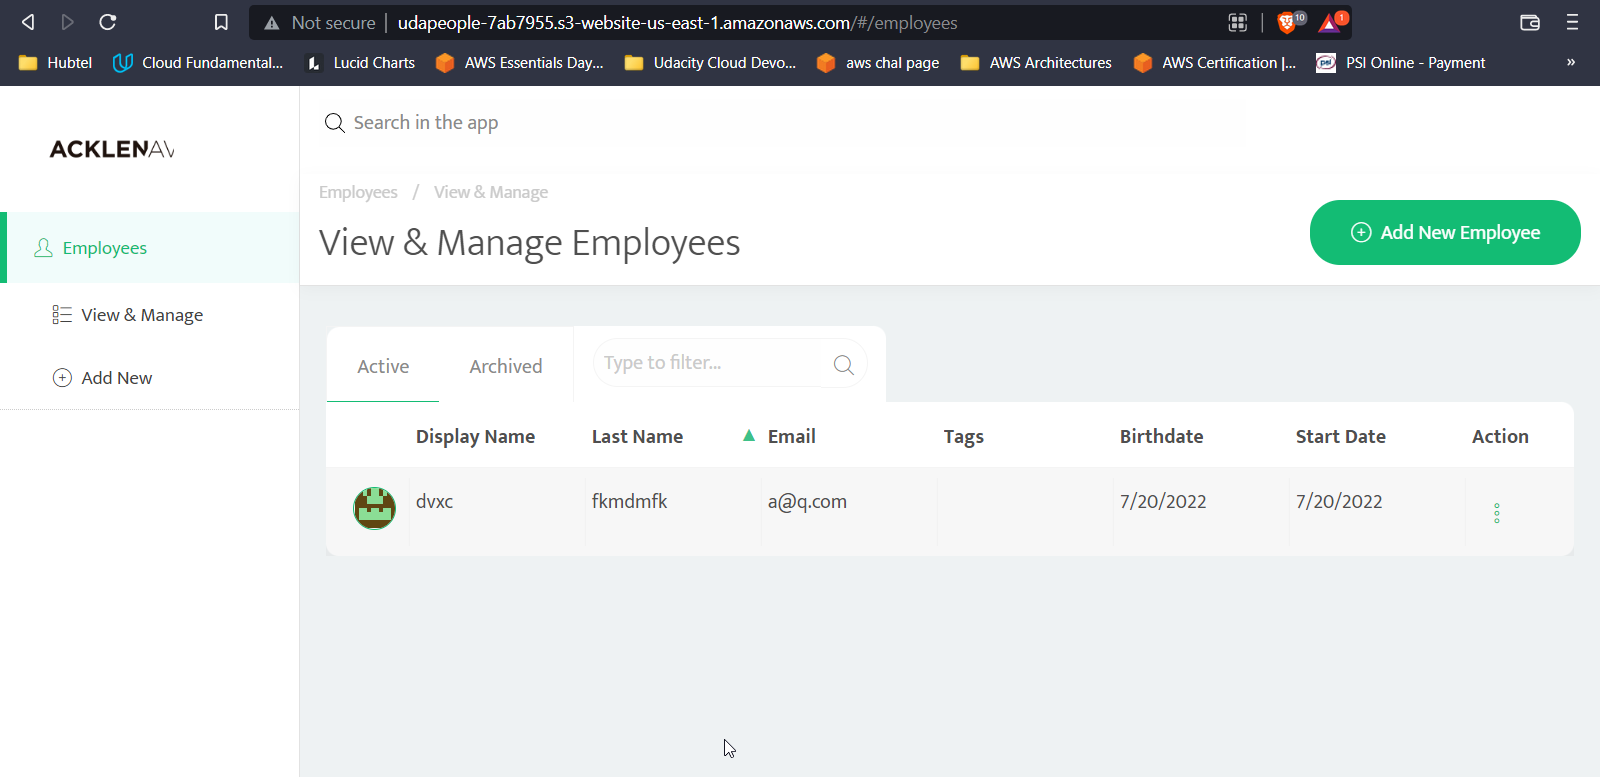 Not secure | udapeople-7ab7955.s3-website-us-east-1.amazonaws.com/#/employees 10 1
Hubtel Cloud Fundamental... Lucid Charts AWS Essentials Day... Udacity Cloud Devo... aws chal page AWS Architectures AWS Certification |... psi PSI Online - Payment »
ACKLENAV
Search in the app
Employees / View & Manage
View & Manage Employees
Add New Employee
Employees
View & Manage
Add New
Active Archived Type to filter...
Display Name Last Name Email Tags Birthdate Start Date Action
dvxc fkmdmfk a@q.com 7/20/2022 7/20/2022